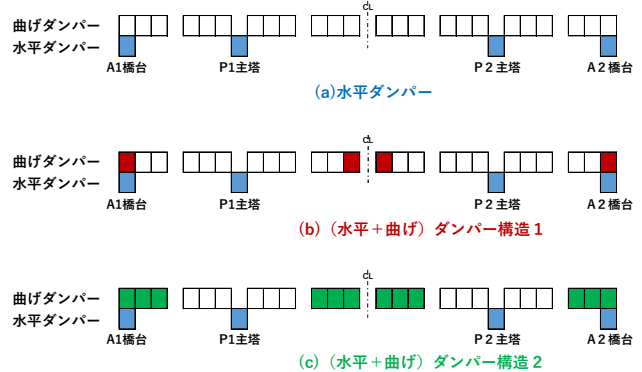 ℄
曲げダンパー
水平ダンパー
A1橋台 P1主塔 P２主塔 A２橋台
(a)水平ダンパー
℄
曲げダンパー
水平ダンパー
A1橋台 P1主塔 P２主塔 A２橋台
(b)（水平＋曲げ）ダンパー構造１
℄
曲げダンパー
水平ダンパー
A1橋台 P1主塔 P２主塔 A２橋台
(c)（水平＋曲げ）ダンパー構造２